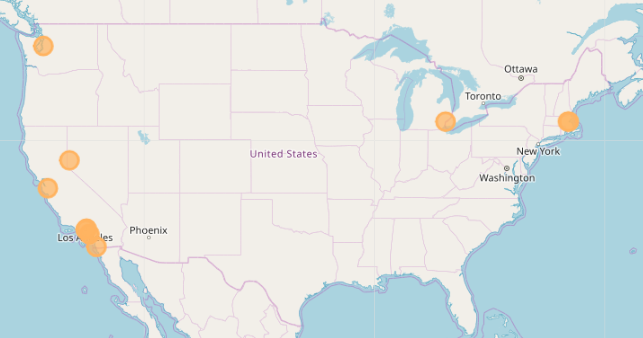 Ottawa
Toronto
New York
United States
Washington
Phoenix
Los Angeles